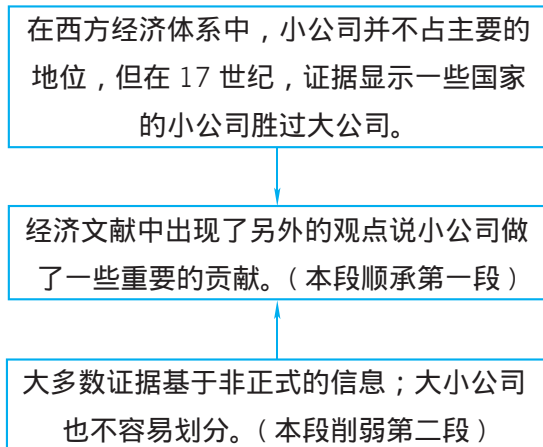 在西方经济体系中，小公司并不占主要的
地位，但在 17 世纪，证据显示一些国家
的小公司胜过大公司。
经济文献中出现了另外的观点说小公司做
了一些重要的贡献。（本段顺承第一段）
大多数证据基于非正式的信息；大小公司
也不容易划分。（本段削弱第二段）